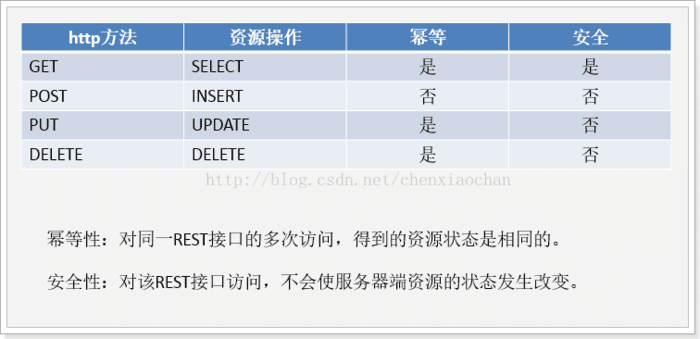 http方法 资源操作 幂等 安全
GET SELECT 是 是
POST INSERT 否 否
PUT UPDATE 是 否
DELETE DELETE 是 否
http://blog.csdn.net/chenxiaochan
幂等性：对同一REST接口的多次访问，得到的资源状态是相同的。
安全性：对该REST接口访问，不会使服务器端资源的状态发生改变。